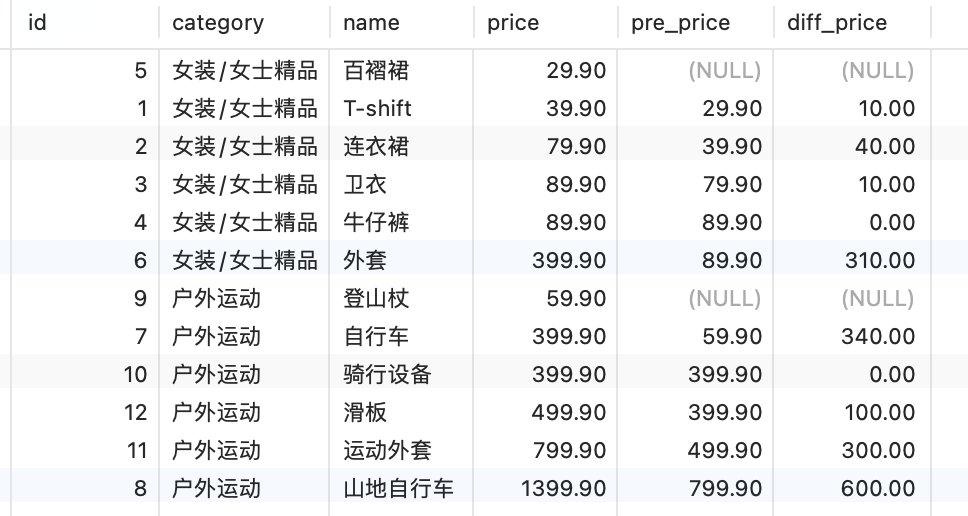 id category name price pre_price diff_price
5 女装/女士精品 百褶裙 29.90 (NULL) (NULL)
1 女装/女士精品 T-shift 39.90 29.90 10.00
2 女装/女士精品 连衣裙 79.90 39.90 40.00
3 女装/女士精品 卫衣 89.90 79.90 10.00
4 女装/女士精品 牛仔裤 89.90 89.90 0.00
6 女装/女士精品 外套 399.90 89.90 310.00
9 户外运动 登山杖 59.90 (NULL) (NULL)
7 户外运动 自行车 399.90 59.90 340.00
10 户外运动 骑行设备 399.90 399.90 0.00
12 户外运动 滑板 499.90 399.90 100.00
11 户外运动 运动外套 799.90 499.90 300.00
8 户外运动 山地自行车 1399.90 799.90 600.00